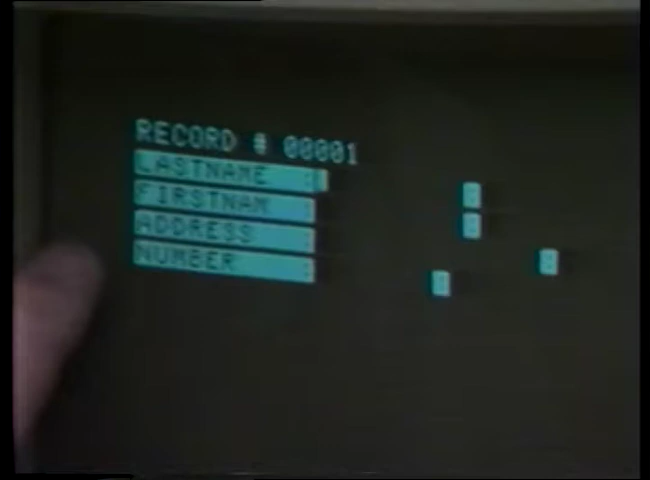 RECORD # 00001
LASTNAME :
FIRSTNAM :
ADDRESS :
NUMBER :